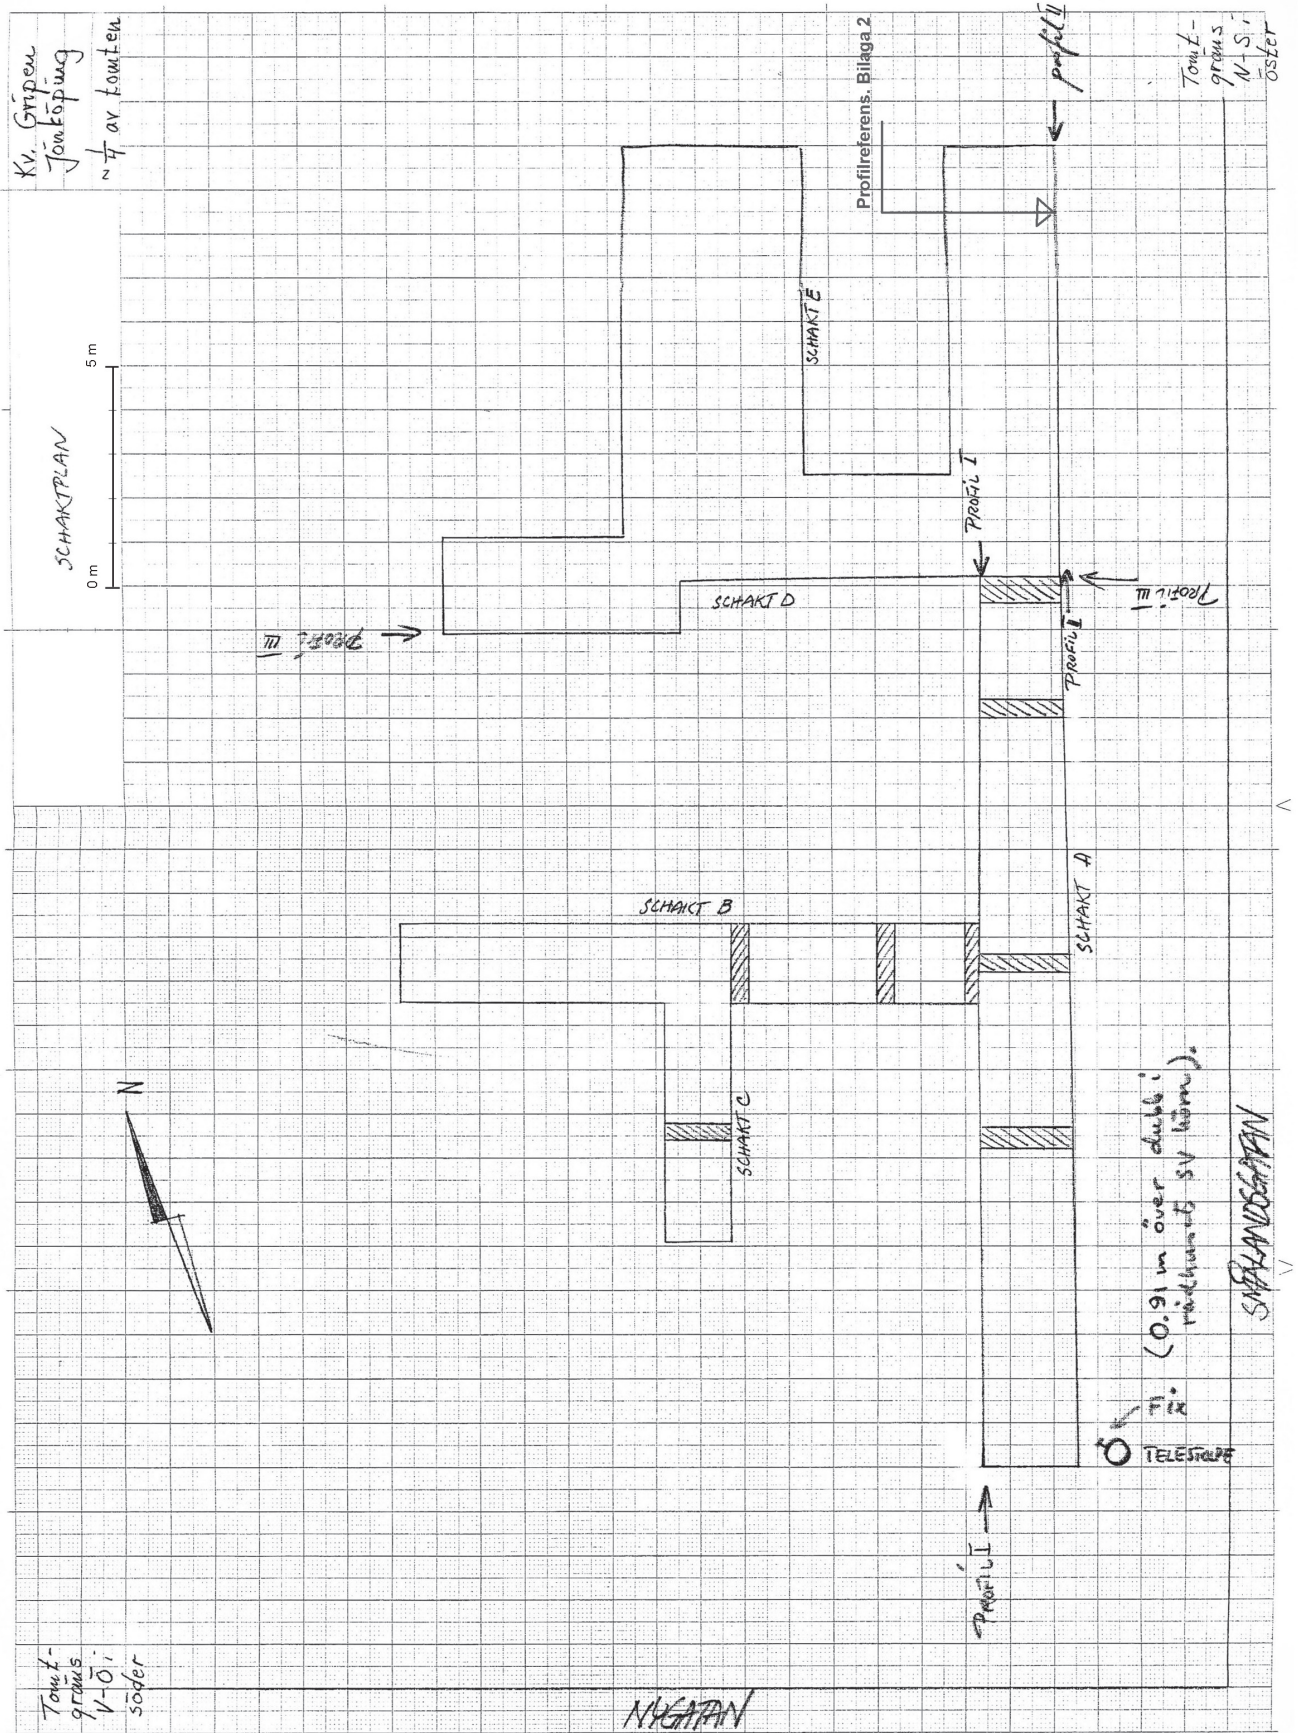 Kv. Gripen
Jönköping
~ 1/4 av tomten
SCHAKTPLAN
0 m
5 m
Profilreferens. Bilaga 2
profil II
Tomt-
gräns
N-S i
öster
SCHAKT E
PROFIL I
SCHAKT D
PROFIL III
PROFIL III
PROFIL I
SCHAKT A
SCHAKT B
SCHAKT C
N
(0.91 m över dubb i
rådhusets SV hörn).
Fix
TELESTOLPE
SMÅLANDSGATAN
PROFIL I
Tomt-
gräns
V-Ö i
söder
NYGATAN